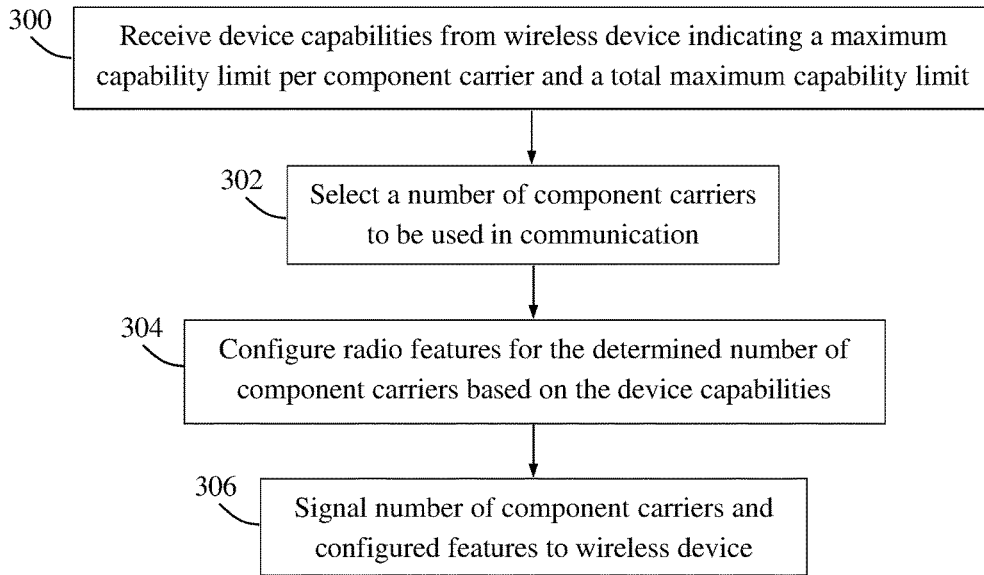 300
Receive device capabilities from wireless device indicating a maximum
capability limit per component carrier and a total maximum capability limit
302
Select a number of component carriers
to be used in communication
304
Configure radio features for the determined number of
component carriers based on the device capabilities
306
Signal number of component carriers and
configured features to wireless device